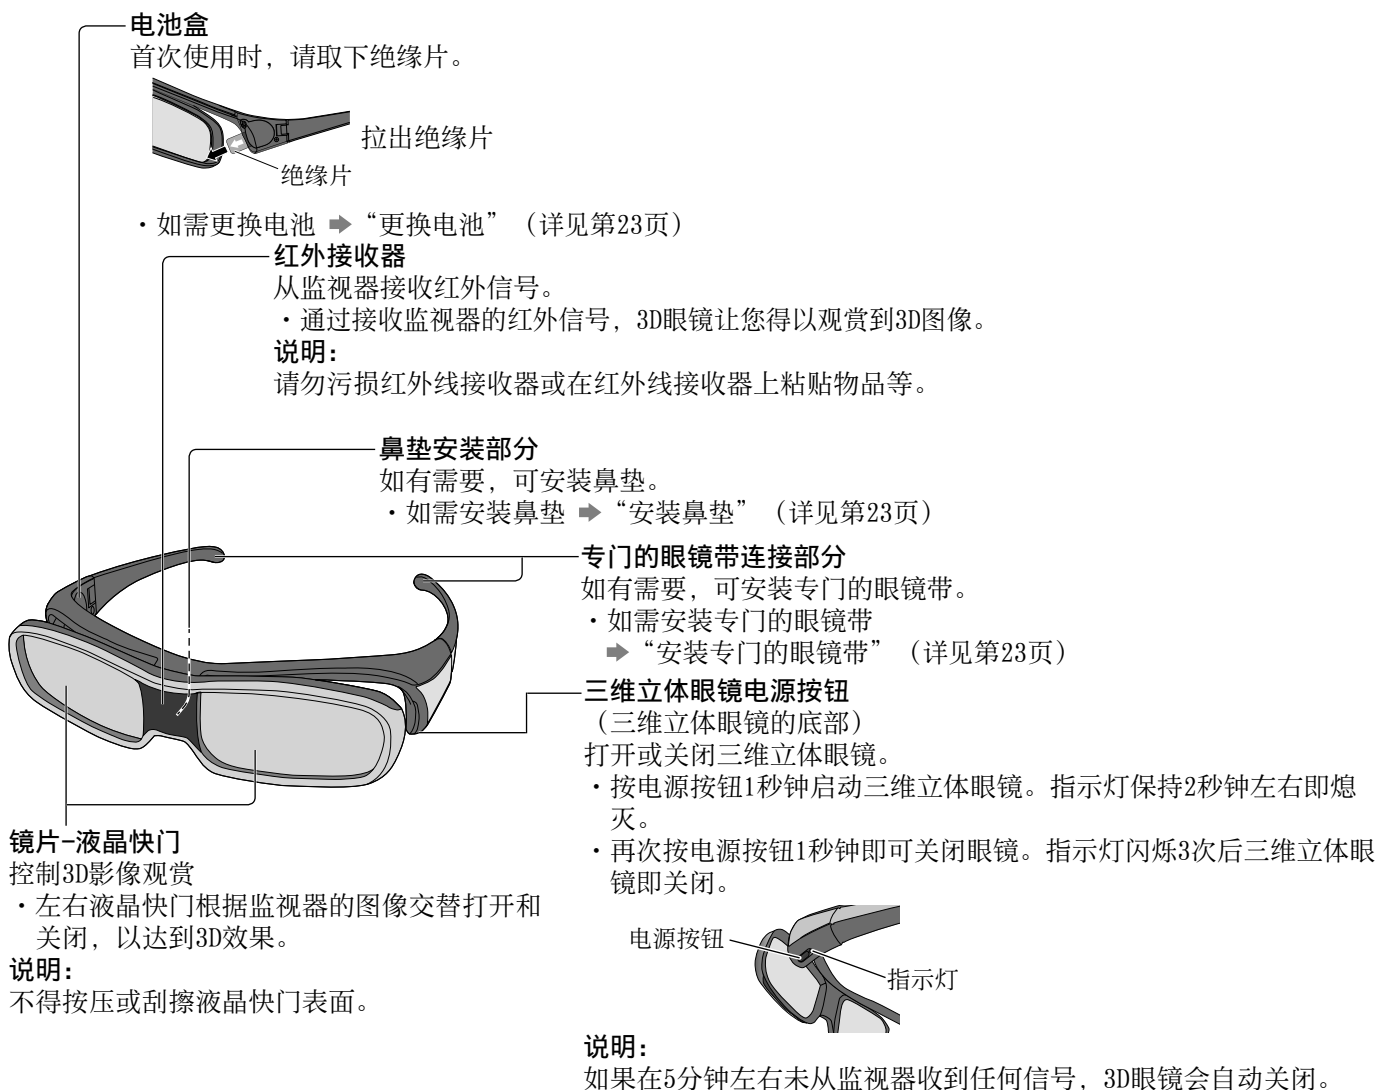 电池盒
首次使用时，请取下绝缘片。
拉出绝缘片
绝缘片
・如需更换电池 ➡ “更换电池”（详见第23页）
红外接收器
从监视器接收红外信号。
・通过接收监视器的红外信号，3D眼镜让您得以观赏到3D图像。
说明：
请勿污损红外线接收器或在红外线接收器上粘贴物品等。
鼻垫安装部分
如有需要，可安装鼻垫。
・如需安装鼻垫 ➡ “安装鼻垫”（详见第23页）
专门的眼镜带连接部分
如有需要，可安装专门的眼镜带。
・如需安装专门的眼镜带
➡ “安装专门的眼镜带”（详见第23页）
三维立体眼镜电源按钮
（三维立体眼镜的底部）
打开或关闭三维立体眼镜。
・按电源按钮1秒钟启动三维立体眼镜。指示灯保持2秒钟左右即熄
灭。
・再次按电源按钮1秒钟即可关闭眼镜。指示灯闪烁3次后三维立体眼
镜即关闭。
电源按钮
指示灯
说明：
如果在5分钟左右未从监视器收到任何信号，3D眼镜会自动关闭。
镜片-液晶快门
控制3D影像观赏
・左右液晶快门根据监视器的图像交替打开和
关闭，以达到3D效果。
说明：
不得按压或刮擦液晶快门表面。